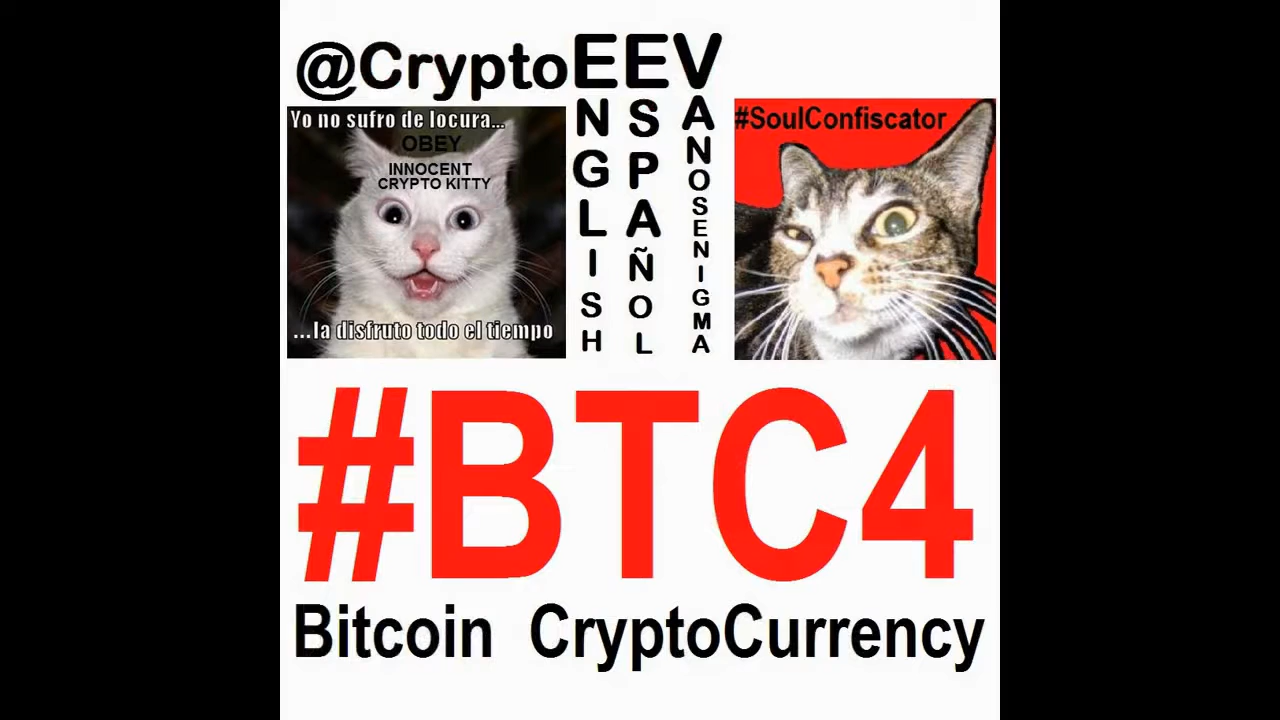 @CryptoEEV
ENGLISH
ESPAÑOL
VANOSENIGMA
Yo no sufro de locura...
OBEY
INNOCENT
CRYPTO KITTY
...la disfruto todo el tiempo
#SoulConfiscator
#BTC4
Bitcoin CryptoCurrency